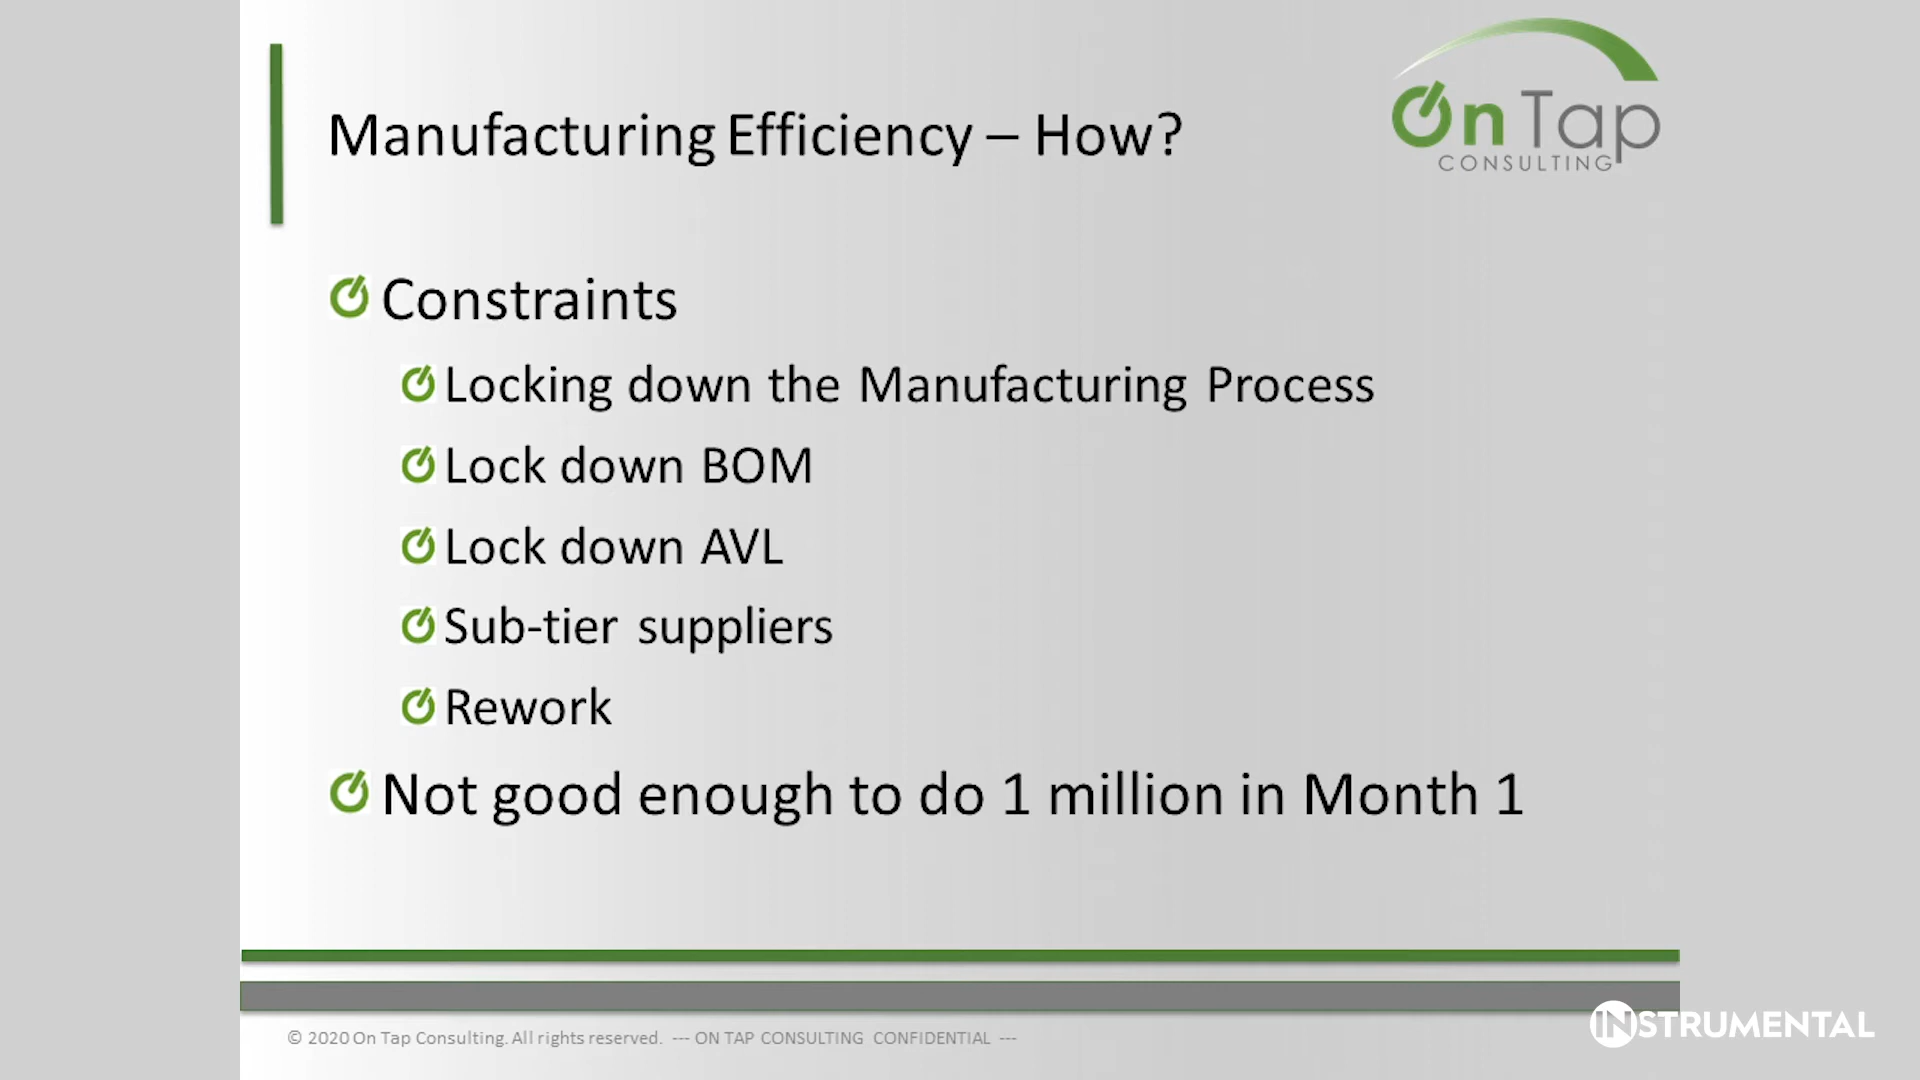 On Tap
CONSULTING
Manufacturing Efficiency – How?
Constraints
Locking down the Manufacturing Process
Lock down BOM
Lock down AVL
Sub-tier suppliers
Rework
Not good enough to do 1 million in Month 1
© 2020 On Tap Consulting. All rights reserved. --- ON TAP CONSULTING CONFIDENTIAL ---
INSTRUMENTAL